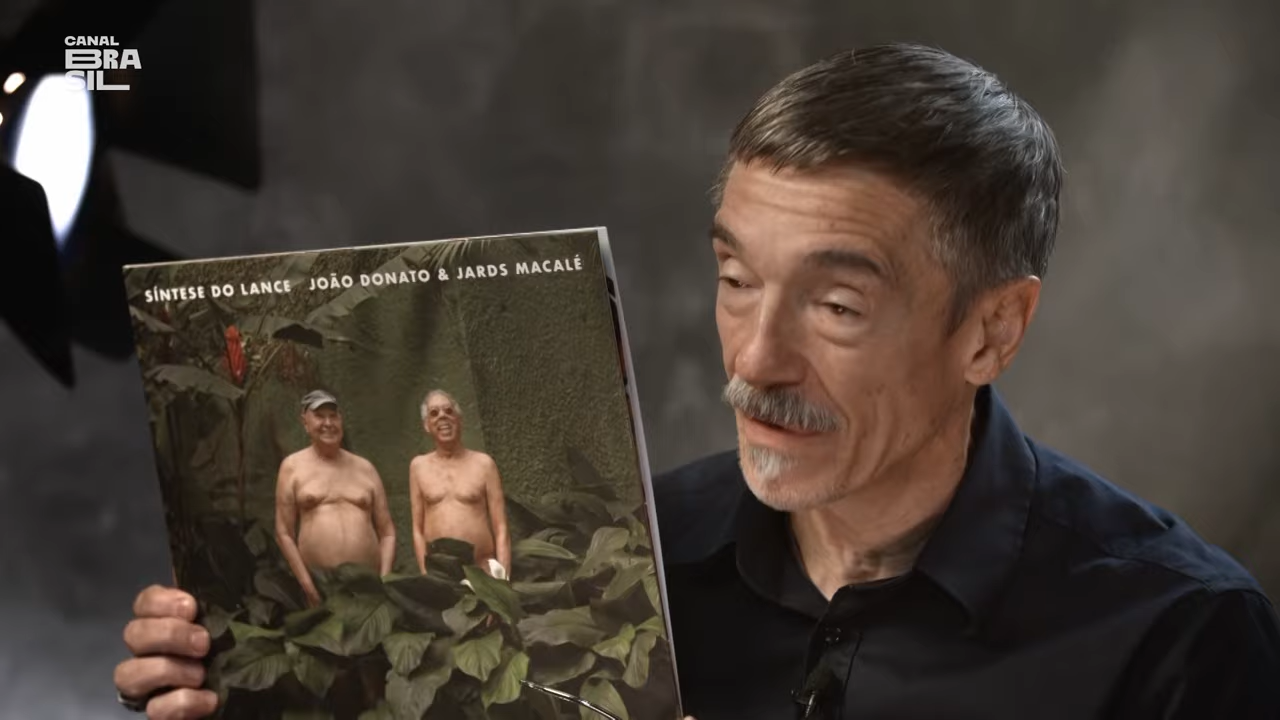 CANAL
BRA
SIL
SÍNTESE DO LANCE JOÃO DONATO & JARDS MACALÉ